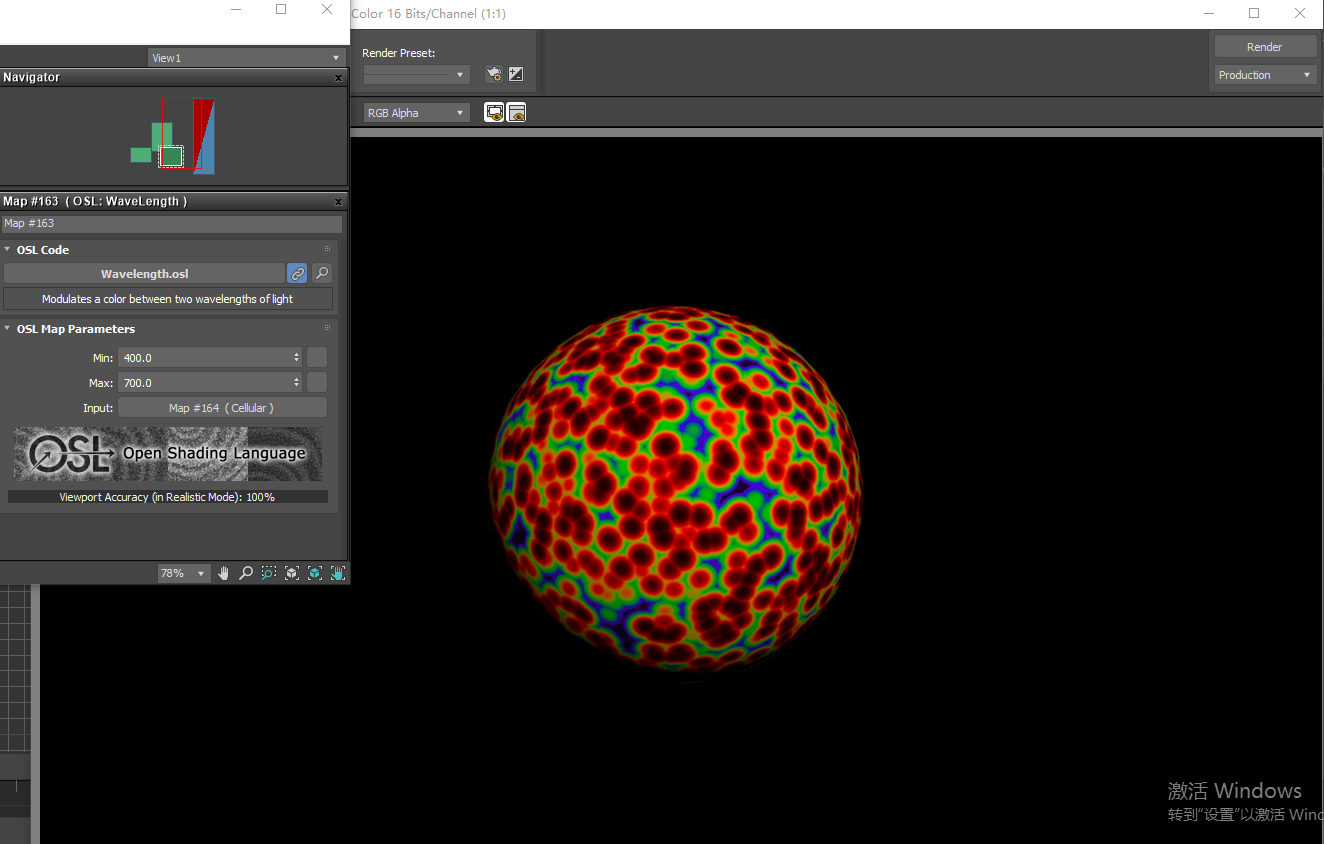 Color 16 Bits/Channel (1:1)
View1
Render Preset:
Render
Production
Navigator
RGB Alpha
Map #163 ( OSL: WaveLength )
Map #163
OSL Code
Wavelength.osl
Modulates a color between two wavelengths of light
OSL Map Parameters
Min: 400.0
Max: 700.0
Input: Map #164 ( Cellular )
OSL Open Shading Language
Viewport Accuracy (in Realistic Mode): 100%
78%
激活 Windows
转到“设置”以激活 Wind